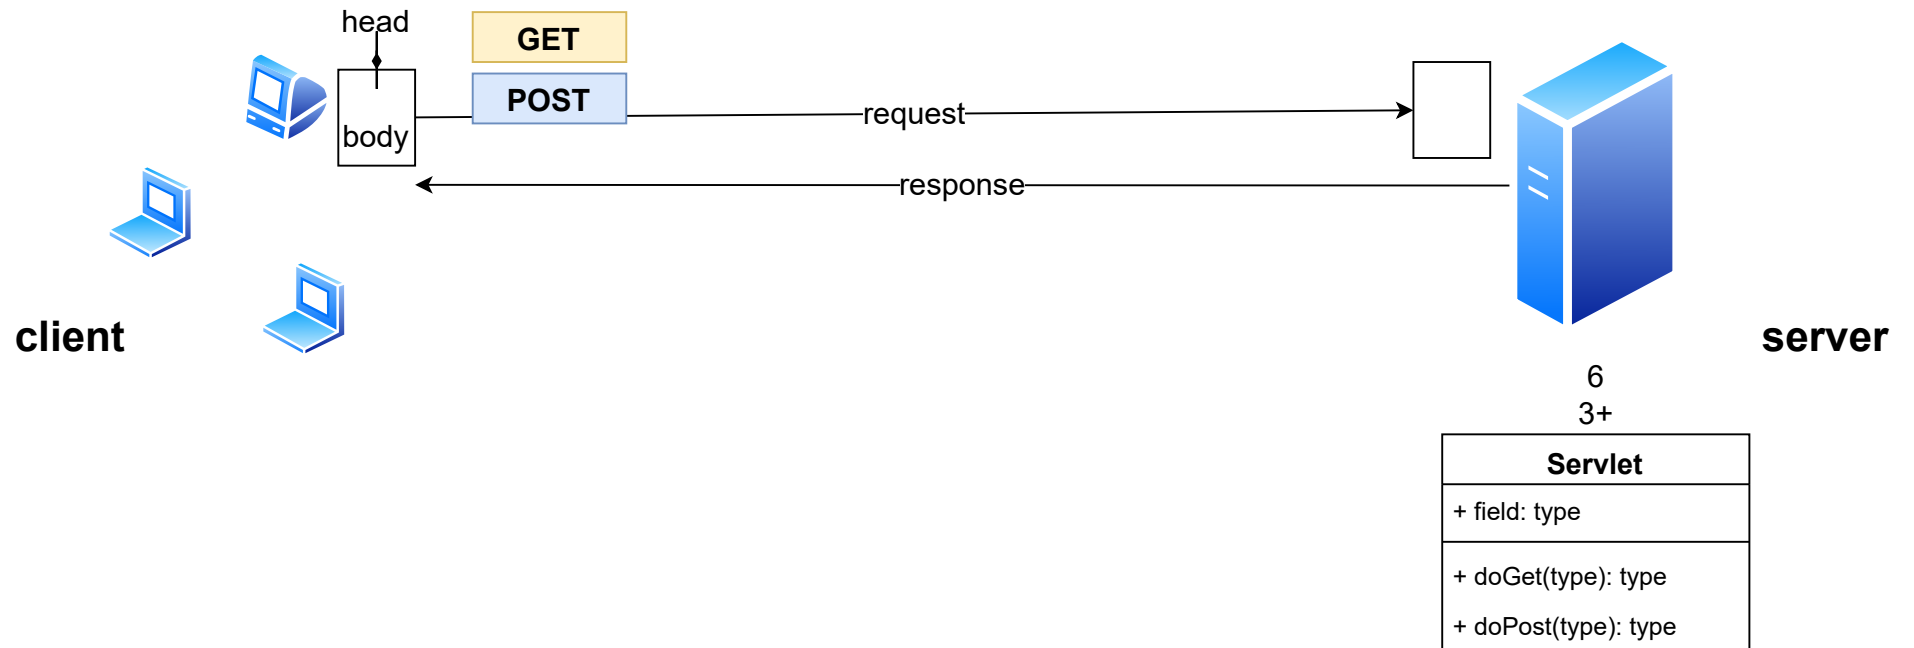 head
GET
POST
body
request
response
client
server
6
3+
Servlet
+ field: type
+ doGet(type): type
+ doPost(type): type